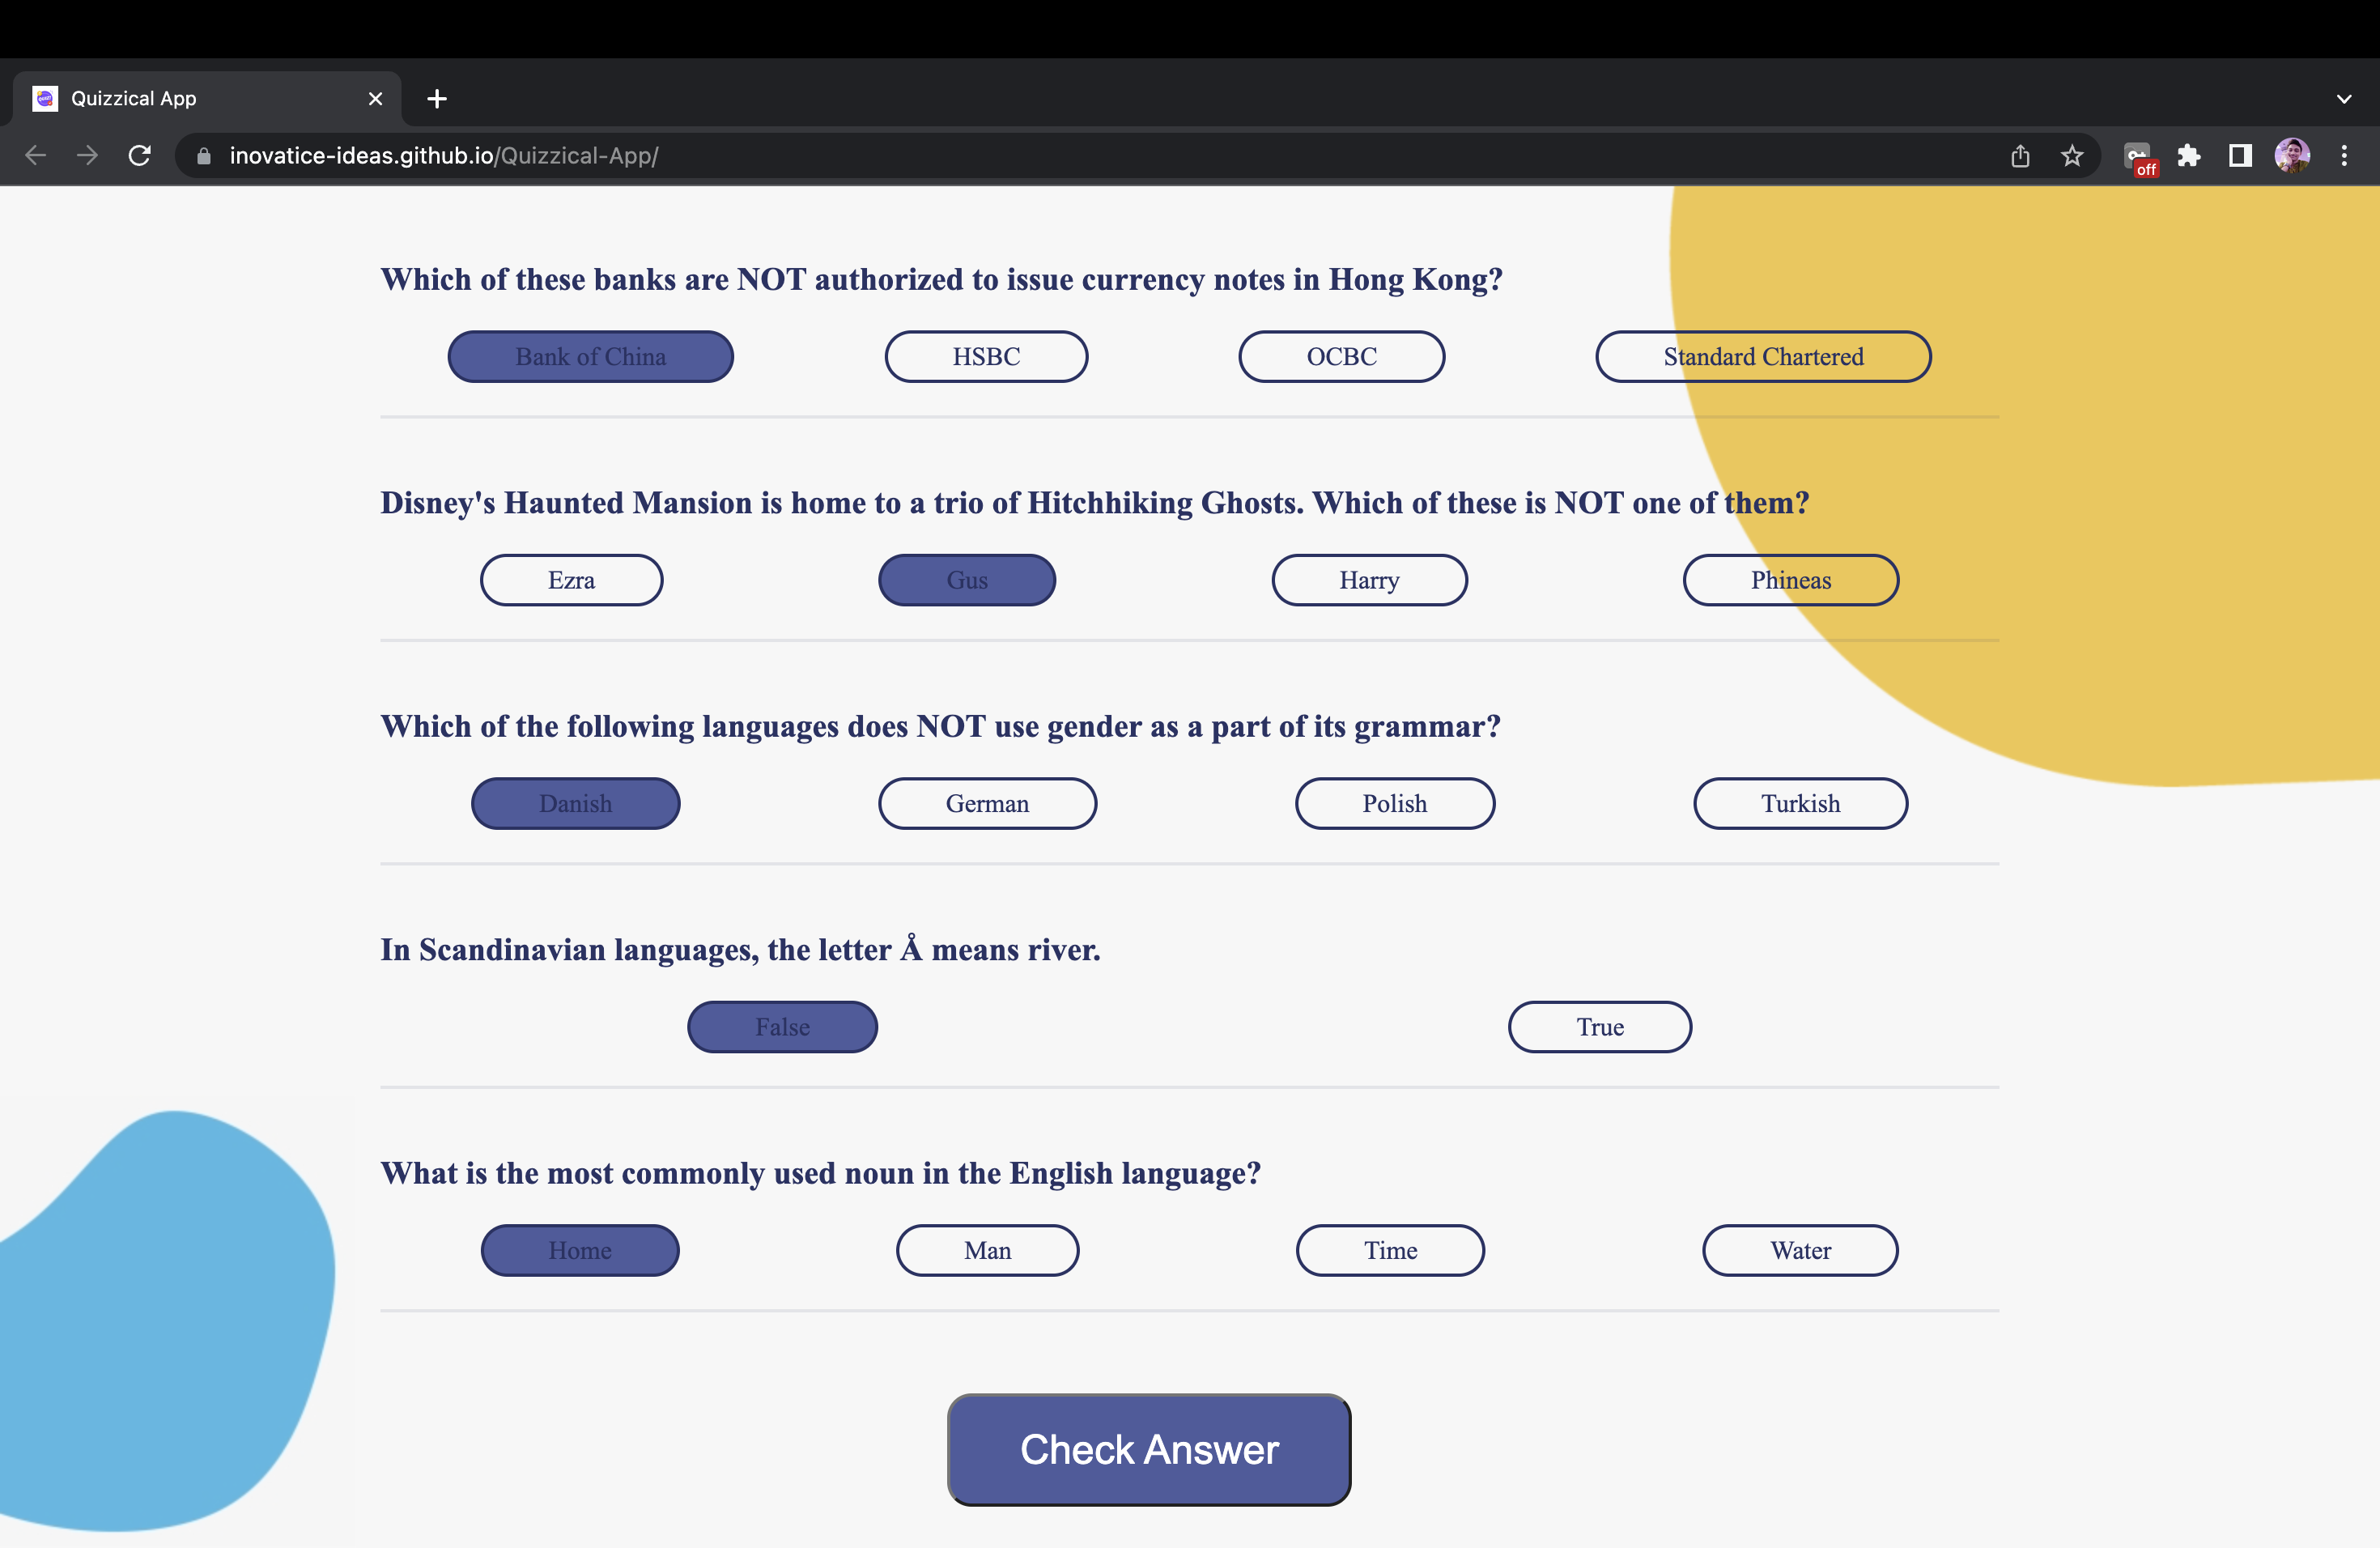 Quizzical App
inovatice-ideas.github.io/Quizzical-App/
off
Which of these banks are NOT authorized to issue currency notes in Hong Kong?
Bank of China HSBC OCBC Standard Chartered
Disney's Haunted Mansion is home to a trio of Hitchhiking Ghosts. Which of these is NOT one of them?
Ezra Gus Harry Phineas
Which of the following languages does NOT use gender as a part of its grammar?
Danish German Polish Turkish
In Scandinavian languages, the letter Å means river.
False True
What is the most commonly used noun in the English language?
Home Man Time Water
Check Answer